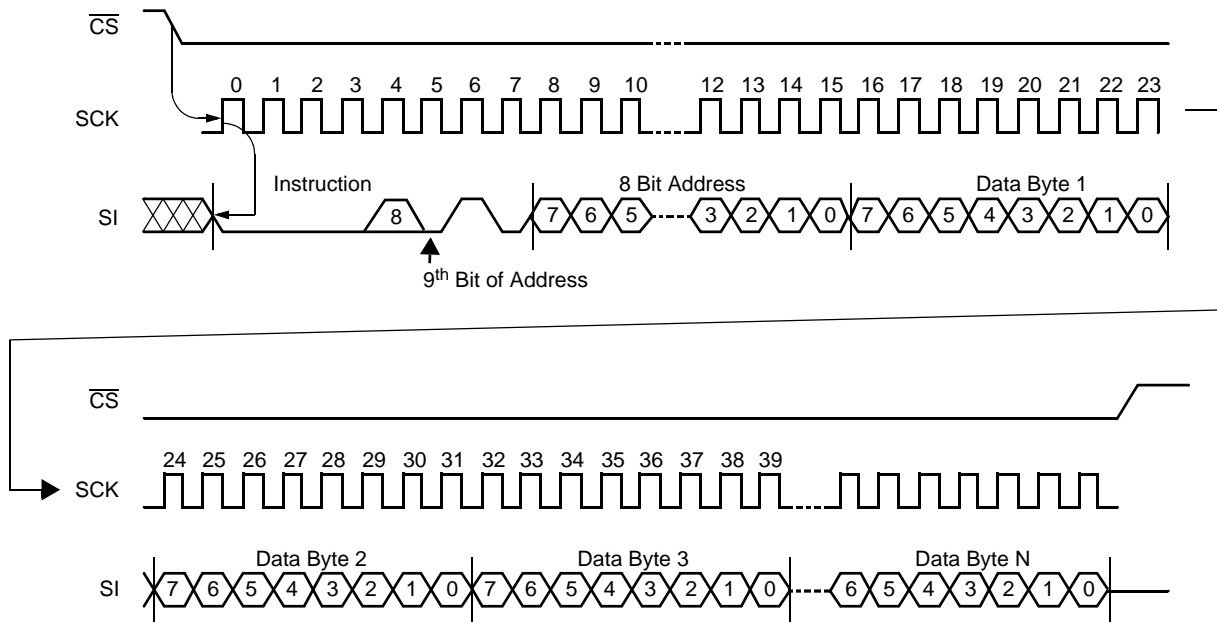 CS
0 1 2 3 4 5 6 7 8 9 10 12 13 14 15 16 17 18 19 20 21 22 23
SCK
Instruction 8 Bit Address Data Byte 1
SI 8 7 6 5 3 2 1 0 7 6 5 4 3 2 1 0
9th Bit of Address
CS
24 25 26 27 28 29 30 31 32 33 34 35 36 37 38 39
SCK
Data Byte 2 Data Byte 3 Data Byte N
SI 7 6 5 4 3 2 1 0 7 6 5 4 3 2 1 0 6 5 4 3 2 1 0